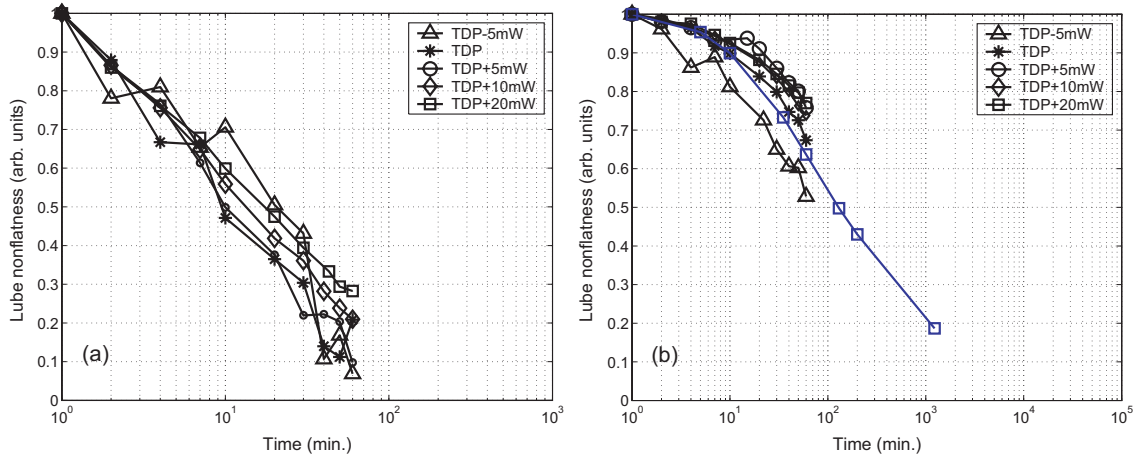 TDP-5mW
TDP
TDP+5mW
TDP+10mW
TDP+20mW
Lube nonflatness (arb. units)
0.9
0.8
0.7
0.6
0.5
0.4
0.3
0.2
0.1
0
(a)
10^0 10^1 10^2 10^3
Time (min.)
TDP-5mW
TDP
TDP+5mW
TDP+10mW
TDP+20mW
Lube nonflatness (arb. units)
0.9
0.8
0.7
0.6
0.5
0.4
0.3
0.2
0.1
0
(b)
10^0 10^1 10^2 10^3 10^4 10^5
Time (min.)